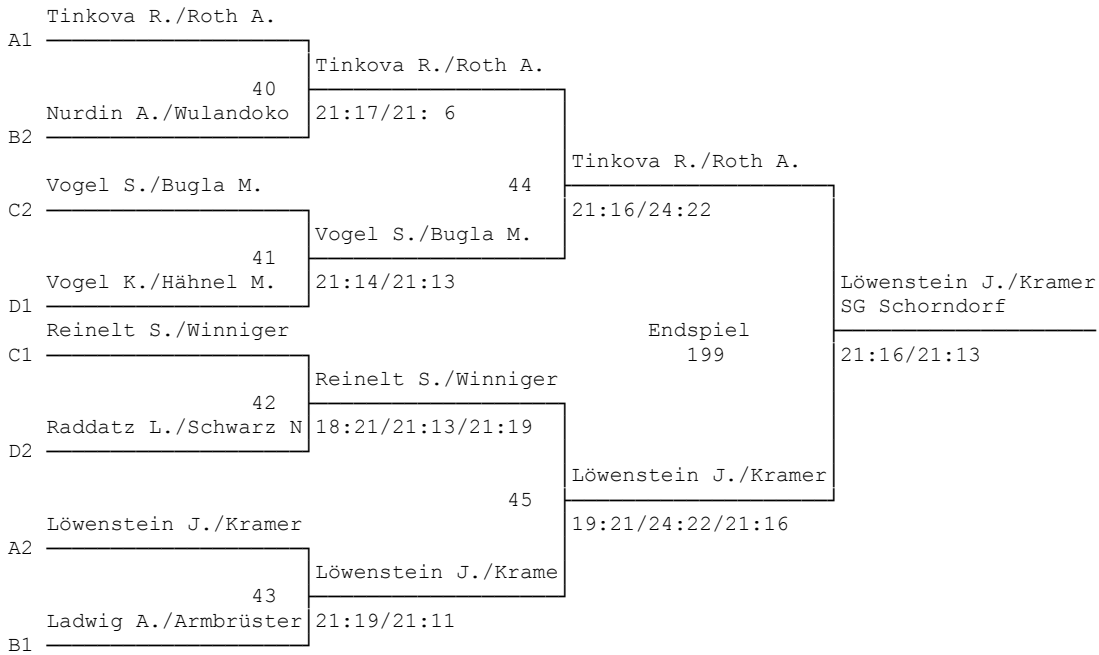 Tinkova R./Roth A.
A1
Tinkova R./Roth A.
40
Nurdin A./Wulandoko
21:17/21: 6
B2
Tinkova R./Roth A.
Vogel S./Bugla M.
44
C2
21:16/24:22
Vogel S./Bugla M.
41
Vogel K./Hähnel M.
21:14/21:13
Löwenstein J./Kramer
D1
SG Schorndorf
Reinelt S./Winniger
Endspiel
C1
199
21:16/21:13
Reinelt S./Winniger
42
Raddatz L./Schwarz N
18:21/21:13/21:19
D2
Löwenstein J./Kramer
45
Löwenstein J./Kramer
19:21/24:22/21:16
A2
Löwenstein J./Krame
43
Ladwig A./Armbrüster
21:19/21:11
B1